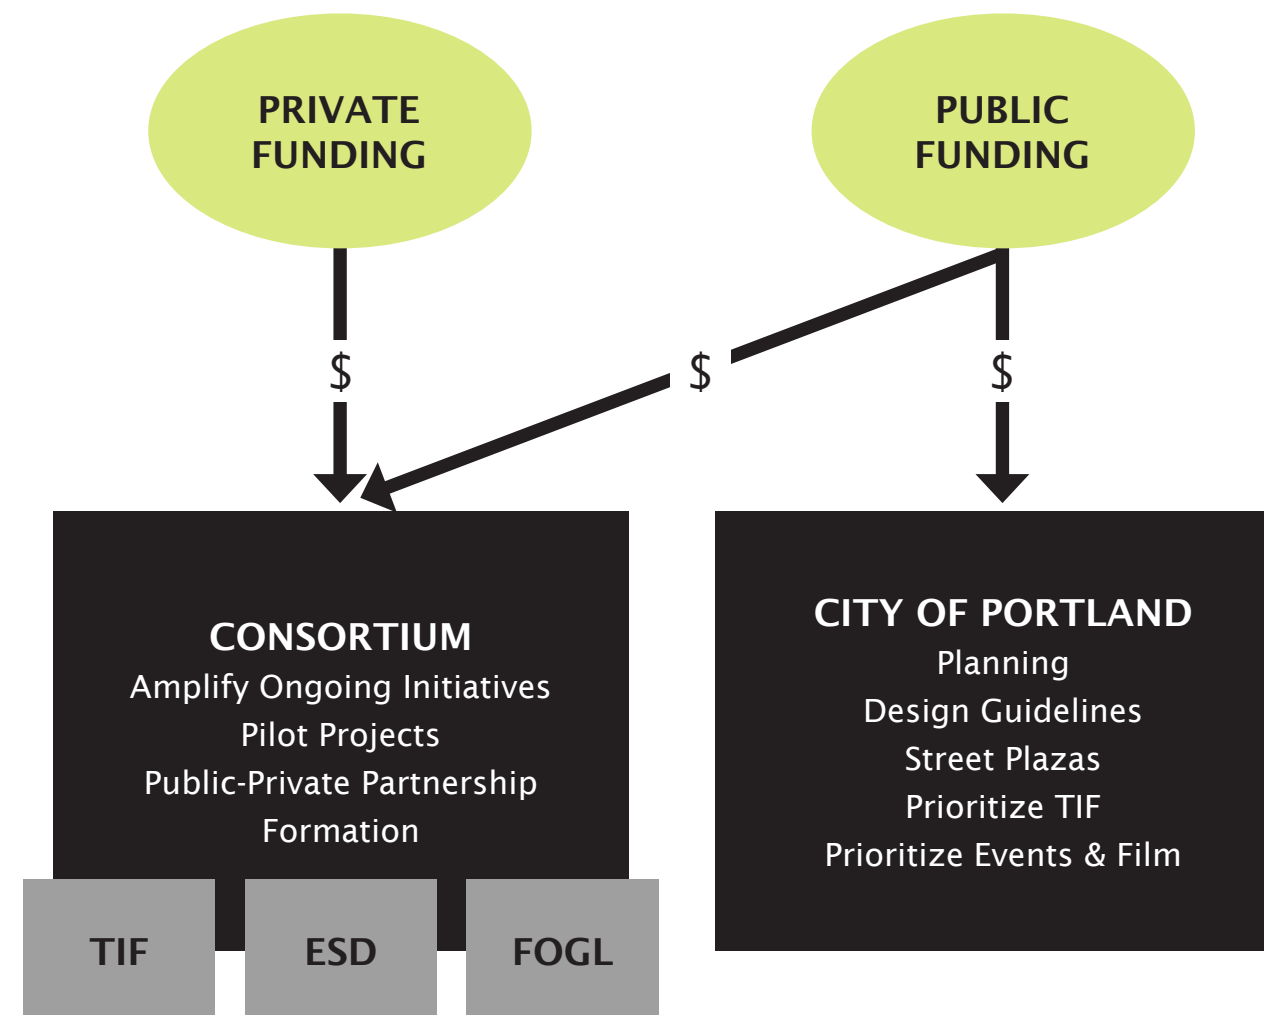 PRIVATE
FUNDING
PUBLIC
FUNDING
$
$
$
CONSORTIUM
Amplify Ongoing Initiatives
Pilot Projects
Public-Private Partnership
Formation
CITY OF PORTLAND
Planning
Design Guidelines
Street Plazas
Prioritize TIF
Prioritize Events & Film
TIF
ESD
FOGL